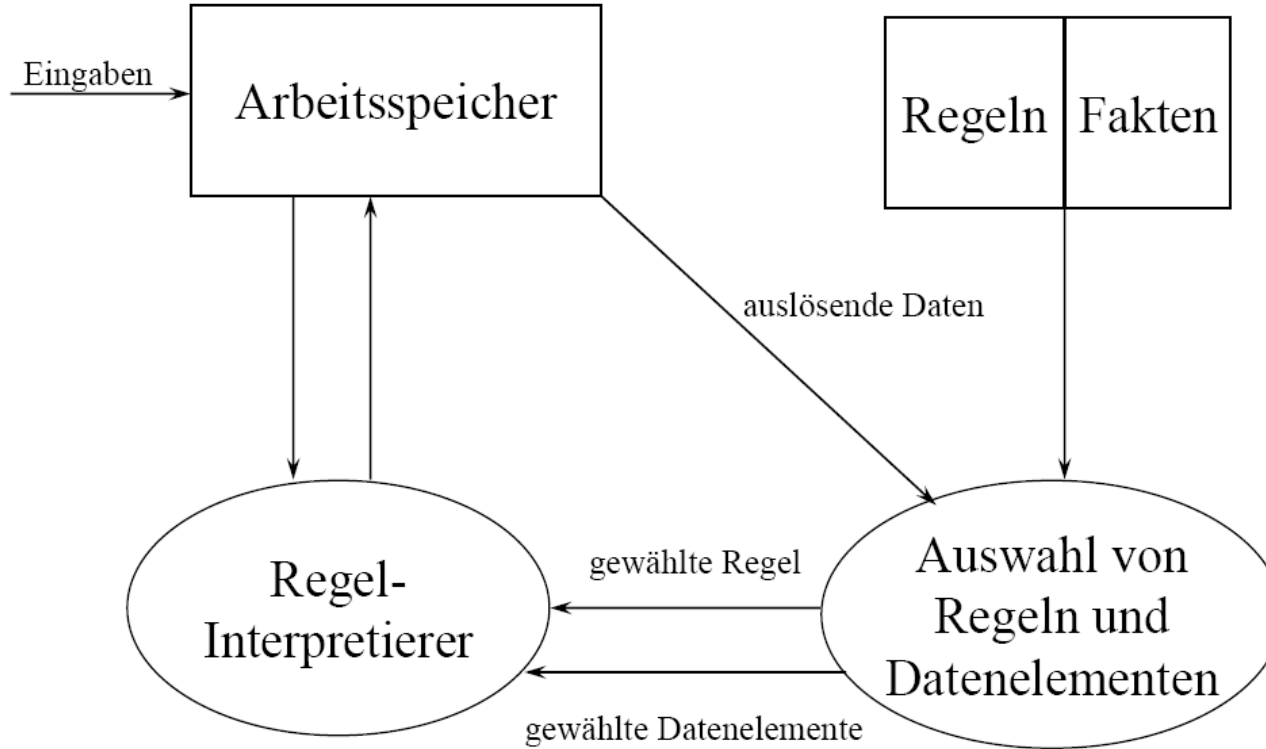 Eingaben
Arbeitsspeicher
Regeln
Fakten
auslösende Daten
Regel-
Interpretierer
gewählte Regel
gewählte Datenelemente
Auswahl von
Regeln und
Datenelementen